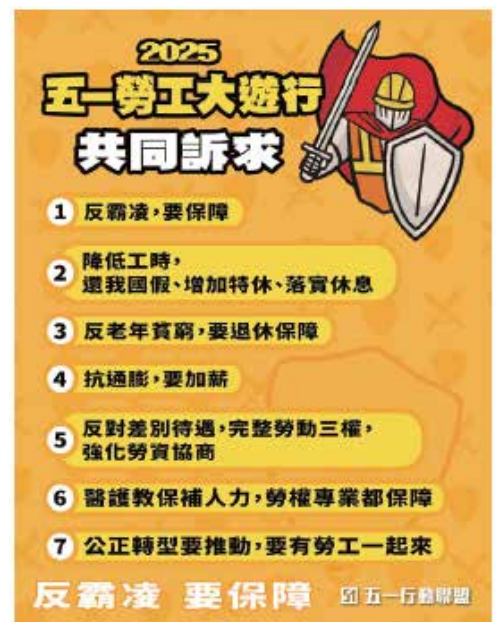 2025
五一勞工大遊行
共同訴求
1 反霸凌,要保障
2 降低工時,
還我國假、增加特休、落實休息
3 反老年貧窮,要退休保障
4 抗通膨,要加薪
5 反對差別待遇,完整勞動三權,
強化勞資協商
6 醫護教保補人力,勞權專業都保障
7 公正轉型要推動,要有勞工一起來
反霸凌 要保障 五一行動聯盟